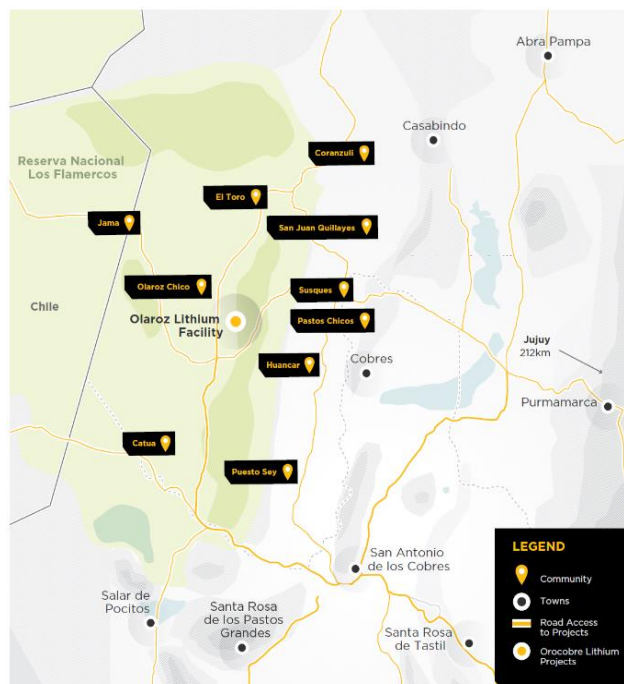 Abra Pampa
Casabindo
Coranzuli
Reserva Nacional
Los Flamercos
El Toro
Jama
San Juan Quillayes
Olaroz Chico
Susques
Chile
Olaroz Lithium
Facility
Pastos Chicos
Jujuy
212km
Huancar
Cobres
Purmamarca
Catua
Puesto Sey
San Antonio
de los Cobres
Salar de
Pocitos
Santa Rosa
de los Pastos
Grandes
Santa Rosa
de Tastil
LEGEND
Community
Towns
Road Access
to Projects
Orocobre Lithium
Projects